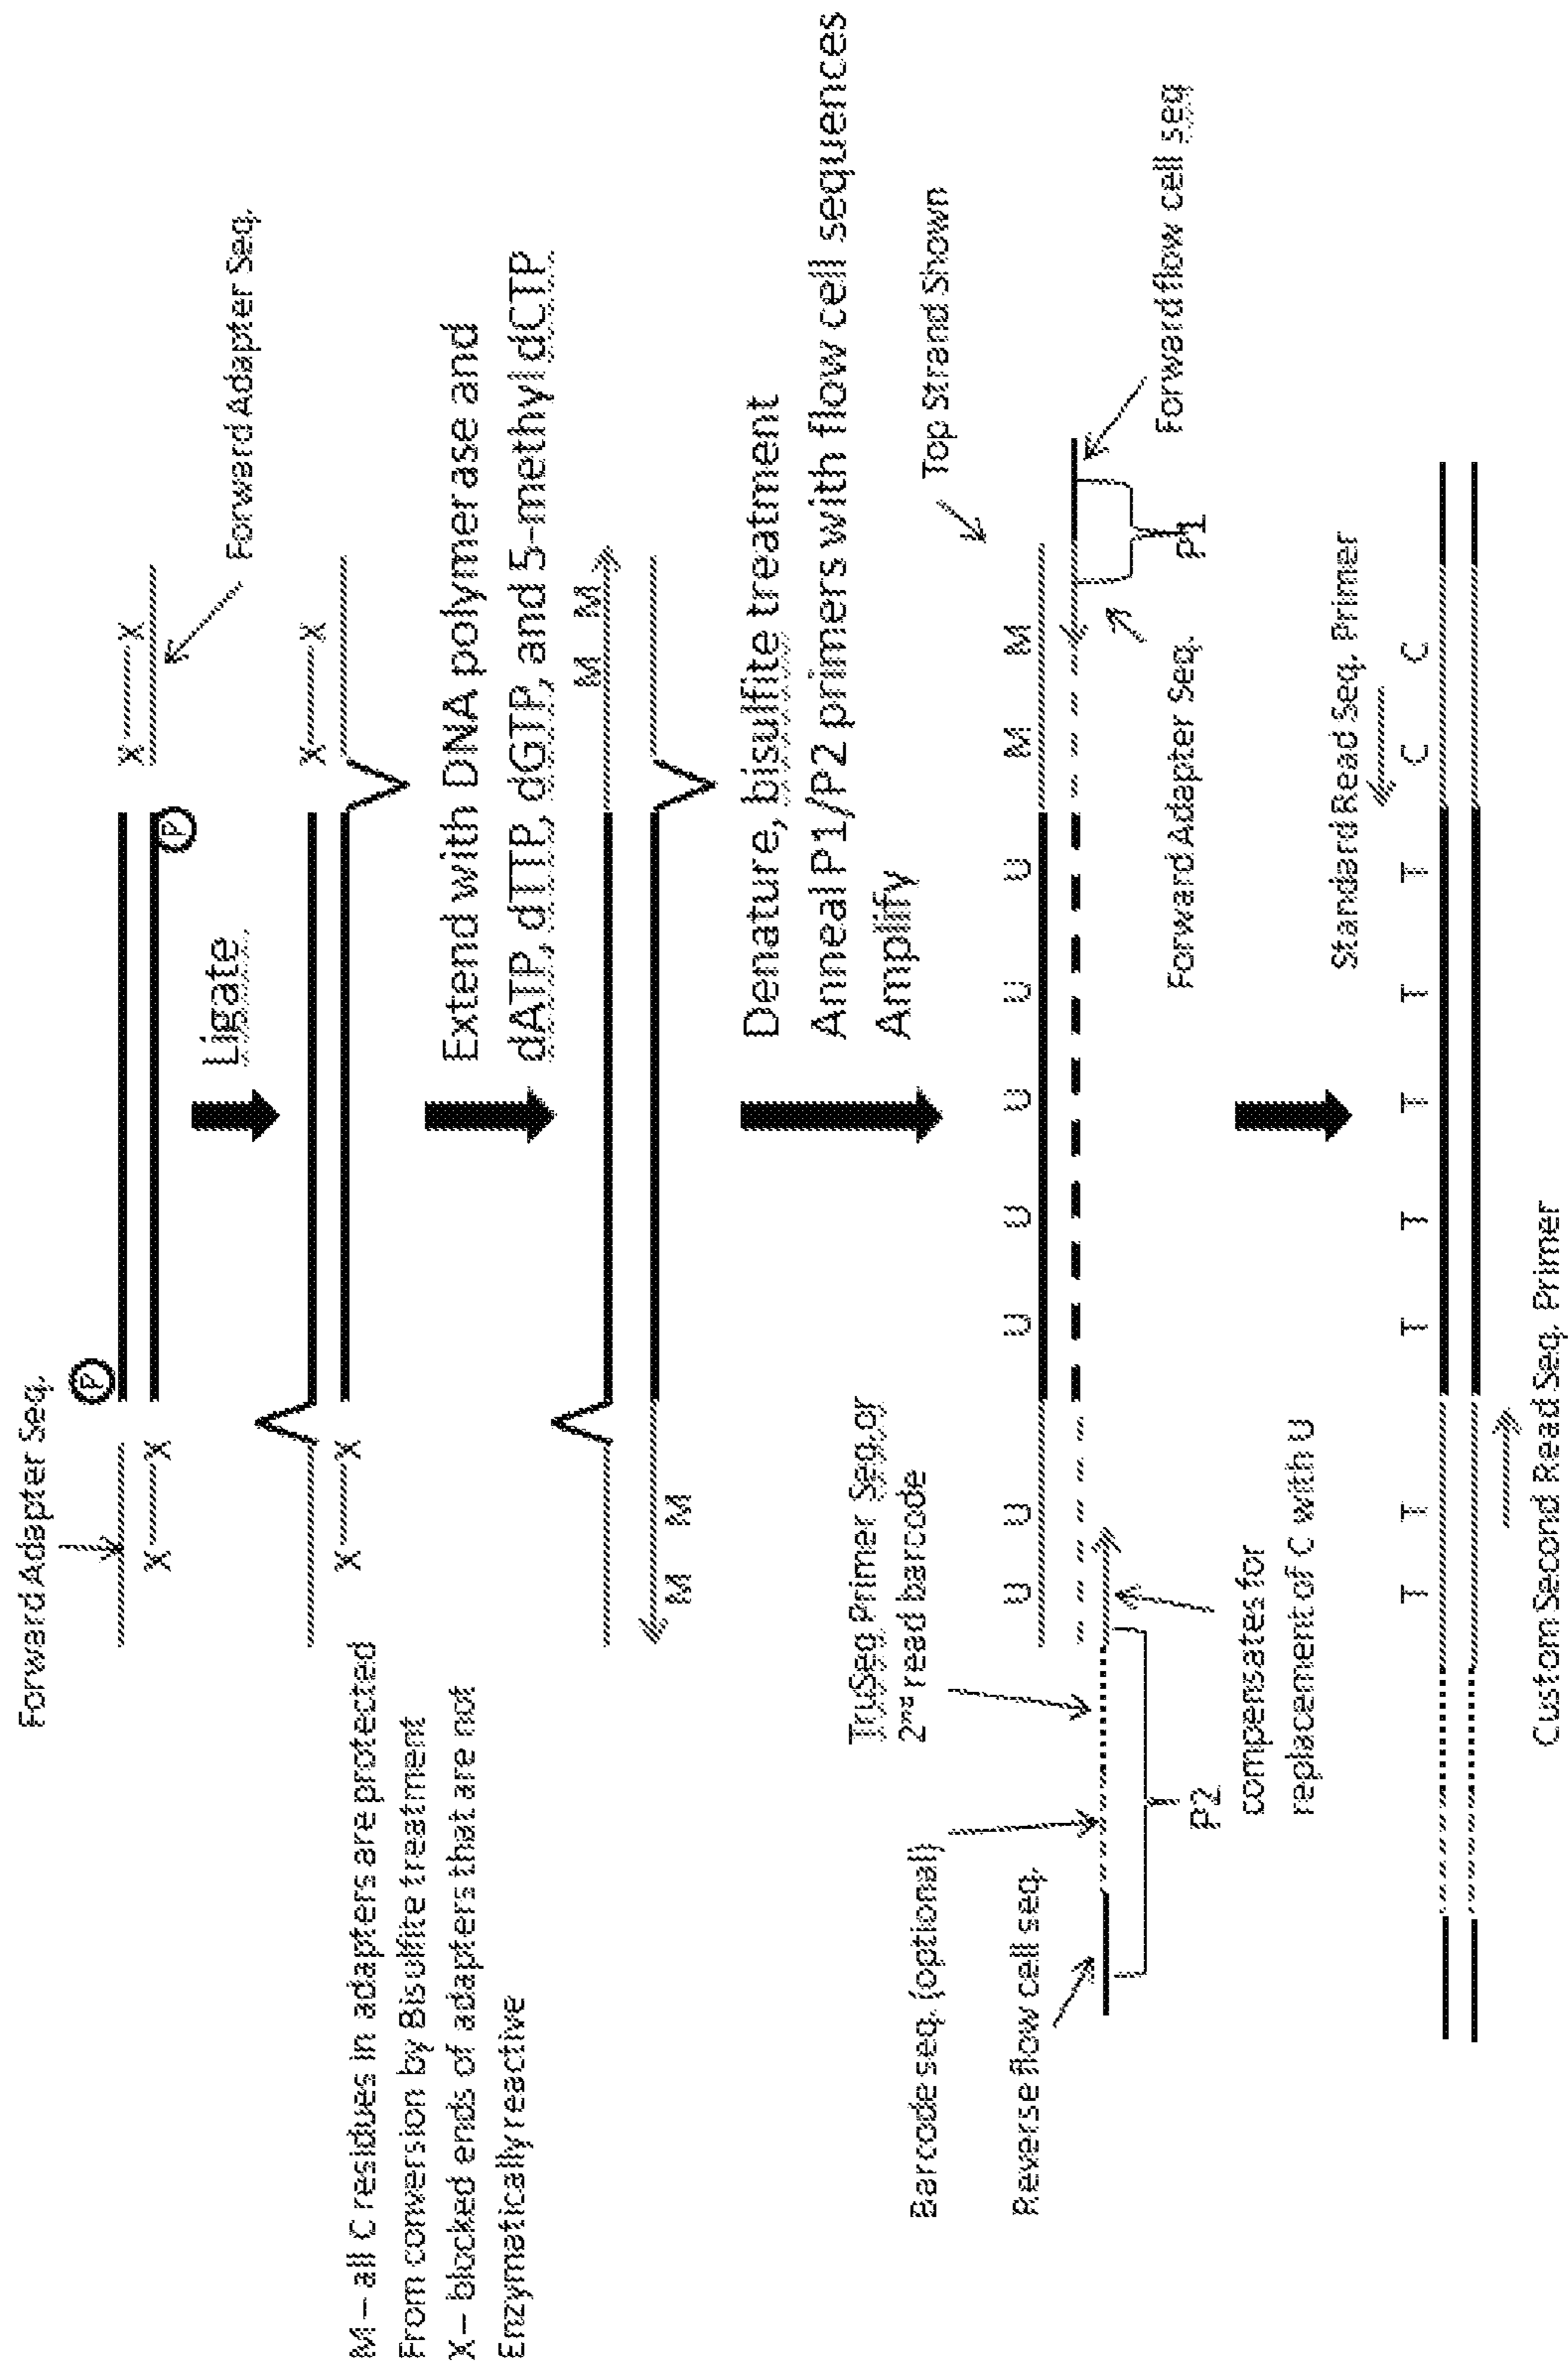 Forward Adapter Seq.
P
X X
X X
P
Forward Adapter Seq.
Ligate
X X
X X
M – all C residues in adapters are protected
From conversion by Bisulfite treatment
X – blocked ends of adapters that are not
Enzymatically reactive
Extend with DNA polymerase and
dATP, dTTP, dGTP, and 5-methyl dCTP
M M
M M
Denature, bisulfite treatment
Anneal P1/P2 primers with flow cell sequences
Amplify
TruSeq Primer Seq or
2nd read barcode
Barcode seq. (optional)
Reverse flow cell seq.
Top Strand Shown
U U U U U U U M M
P2
compensates for
replacement of C with U
Forward Adapter Seq.
P1
Forward flow cell seq
Standard Read Seq. Primer
T T T T T T T C C
Custom Second Read Seq. Primer